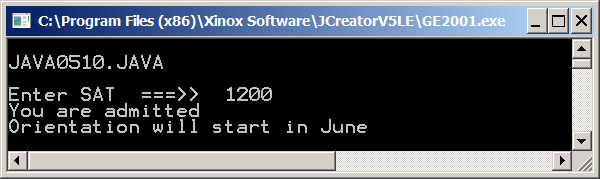 C:\Program Files (x86)\Xinox Software\JCreatorV5LE\GE2001.exe
JAVA0510.JAVA
Enter SAT ===>> 1200
You are admitted
Orientation will start in June